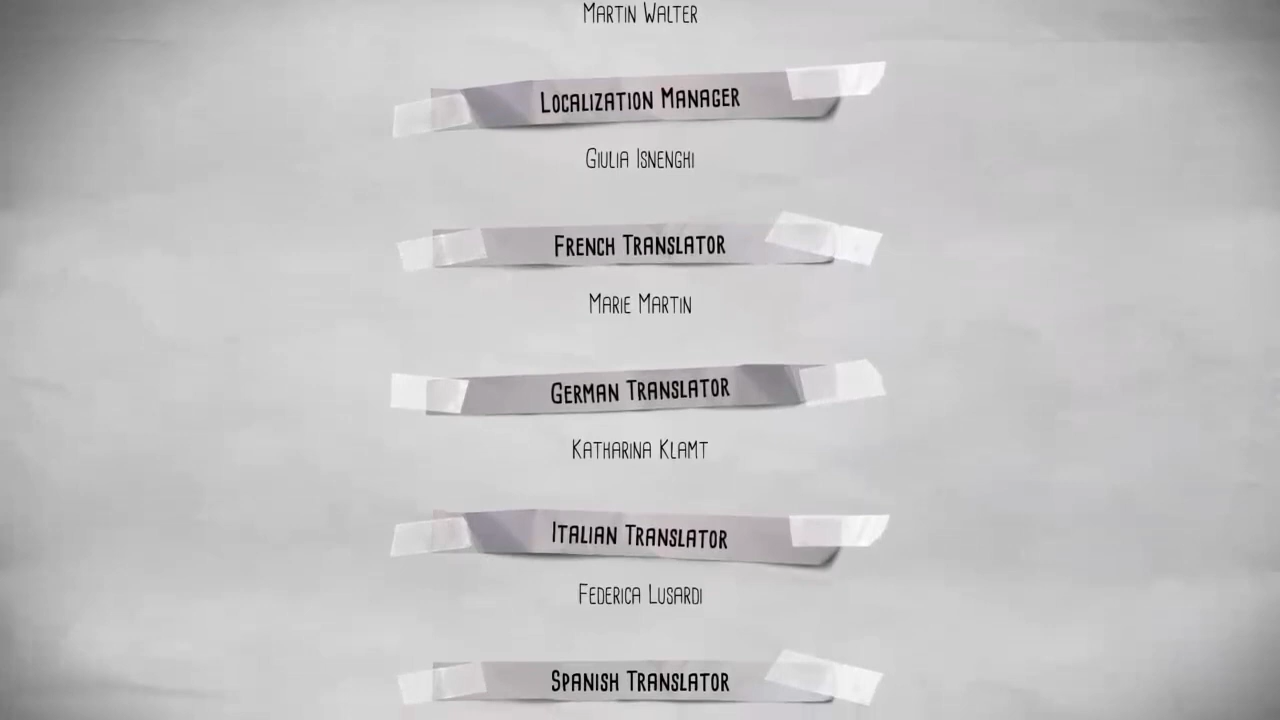 Martin Walter
Localization Manager
Giulia Isnenghi
French Translator
Marie Martin
German Translator
Katharina Klamt
Italian Translator
Federica Lusardi
Spanish Translator